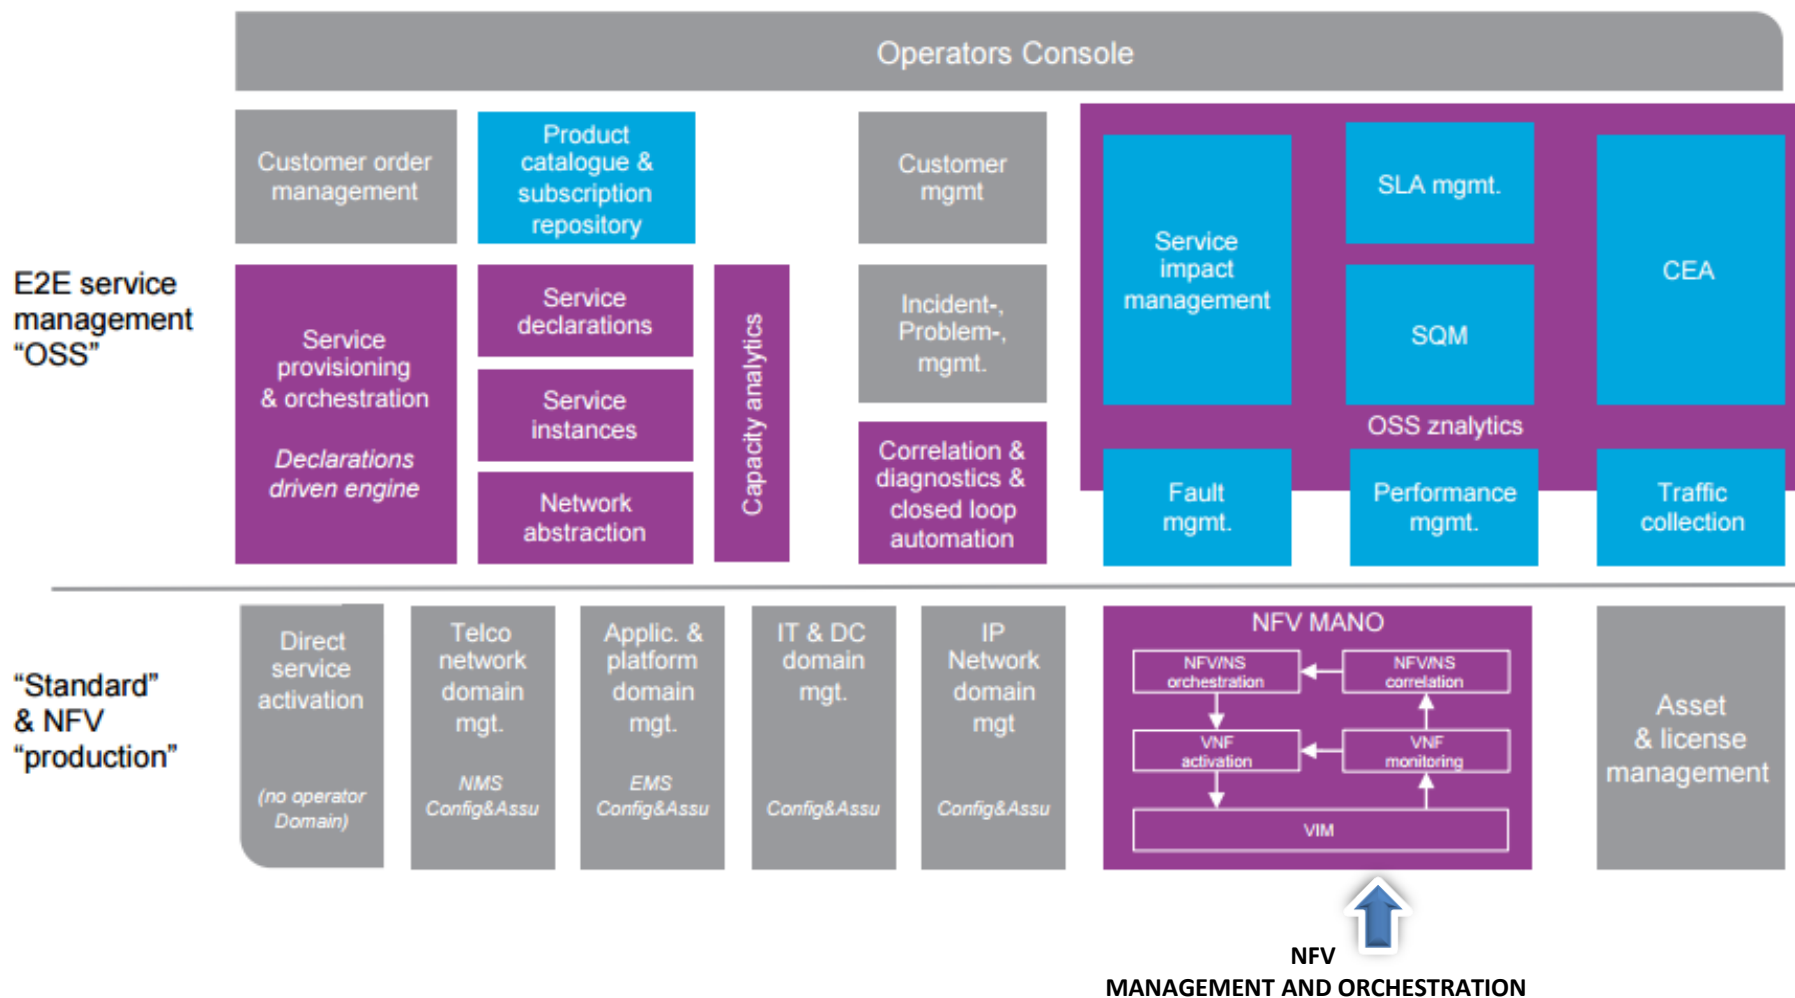 Operators Console
Customer order
management
Product
catalogue &
subscription
repository
Customer
mgmt
Service
impact
management
SLA mgmt.
CEA
E2E service
management
“OSS”
Service
provisioning
& orchestration
Declarations
driven engine
Service
declarations
Service
instances
Network
abstraction
Capacity analytics
Incident-,
Problem-,
mgmt.
SQM
OSS znalytics
Correlation &
diagnostics &
closed loop
automation
Fault
mgmt.
Performance
mgmt.
Traffic
collection
“Standard”
& NFV
“production”
Direct
service
activation
(no operator
Domain)
Telco
network
domain
mgt.
NMS
Config&Assu
Applic. &
platform
domain
mgt.
EMS
Config&Assu
IT & DC
domain
mgt.
Config&Assu
IP
Network
domain
mgt
Config&Assu
NFV MANO
NFV/NS
orchestration
NFV/NS
correlation
VNF
activation
VNF
monitoring
VIM
Asset
& license
management
NFV
MANAGEMENT AND ORCHESTRATION